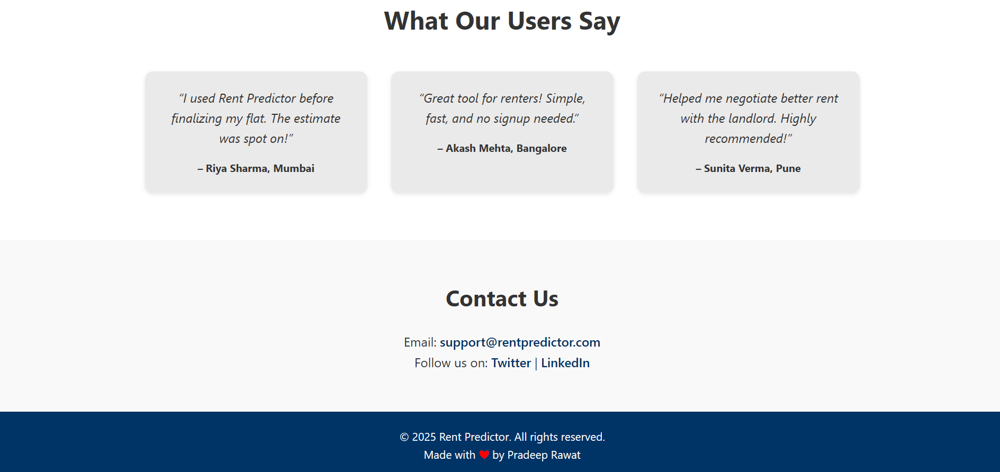 What Our Users Say
“I used Rent Predictor before
finalizing my flat. The estimate
was spot on!”
– Riya Sharma, Mumbai
“Great tool for renters! Simple,
fast, and no signup needed.”
– Akash Mehta, Bangalore
“Helped me negotiate better rent
with the landlord. Highly
recommended!”
– Sunita Verma, Pune
Contact Us
Email: support@rentpredictor.com
Follow us on: Twitter | LinkedIn
© 2025 Rent Predictor. All rights reserved.
Made with ❤ by Pradeep Rawat